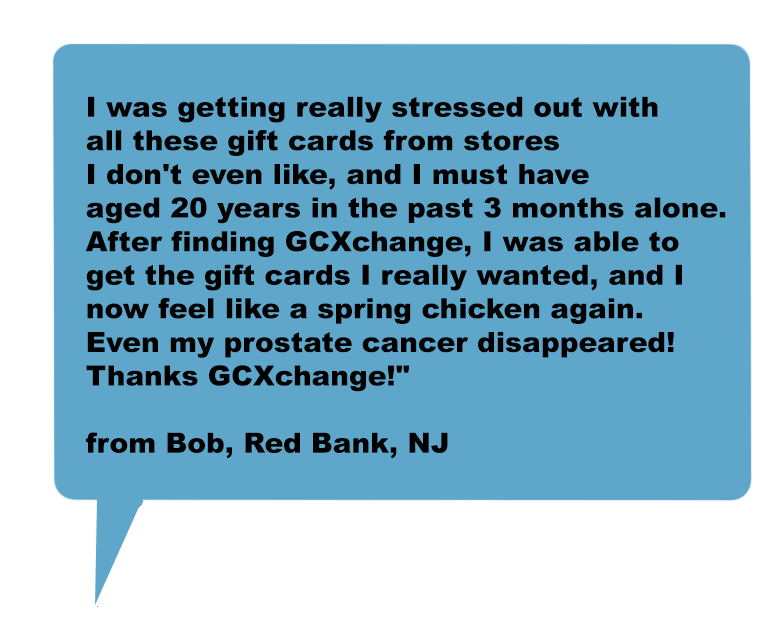 I was getting really stressed out with
all these gift cards from stores
I don't even like, and I must have
aged 20 years in the past 3 months alone.
After finding GCXchange, I was able to
get the gift cards I really wanted, and I
now feel like a spring chicken again.
Even my prostate cancer disappeared!
Thanks GCXchange!"
from Bob, Red Bank, NJ